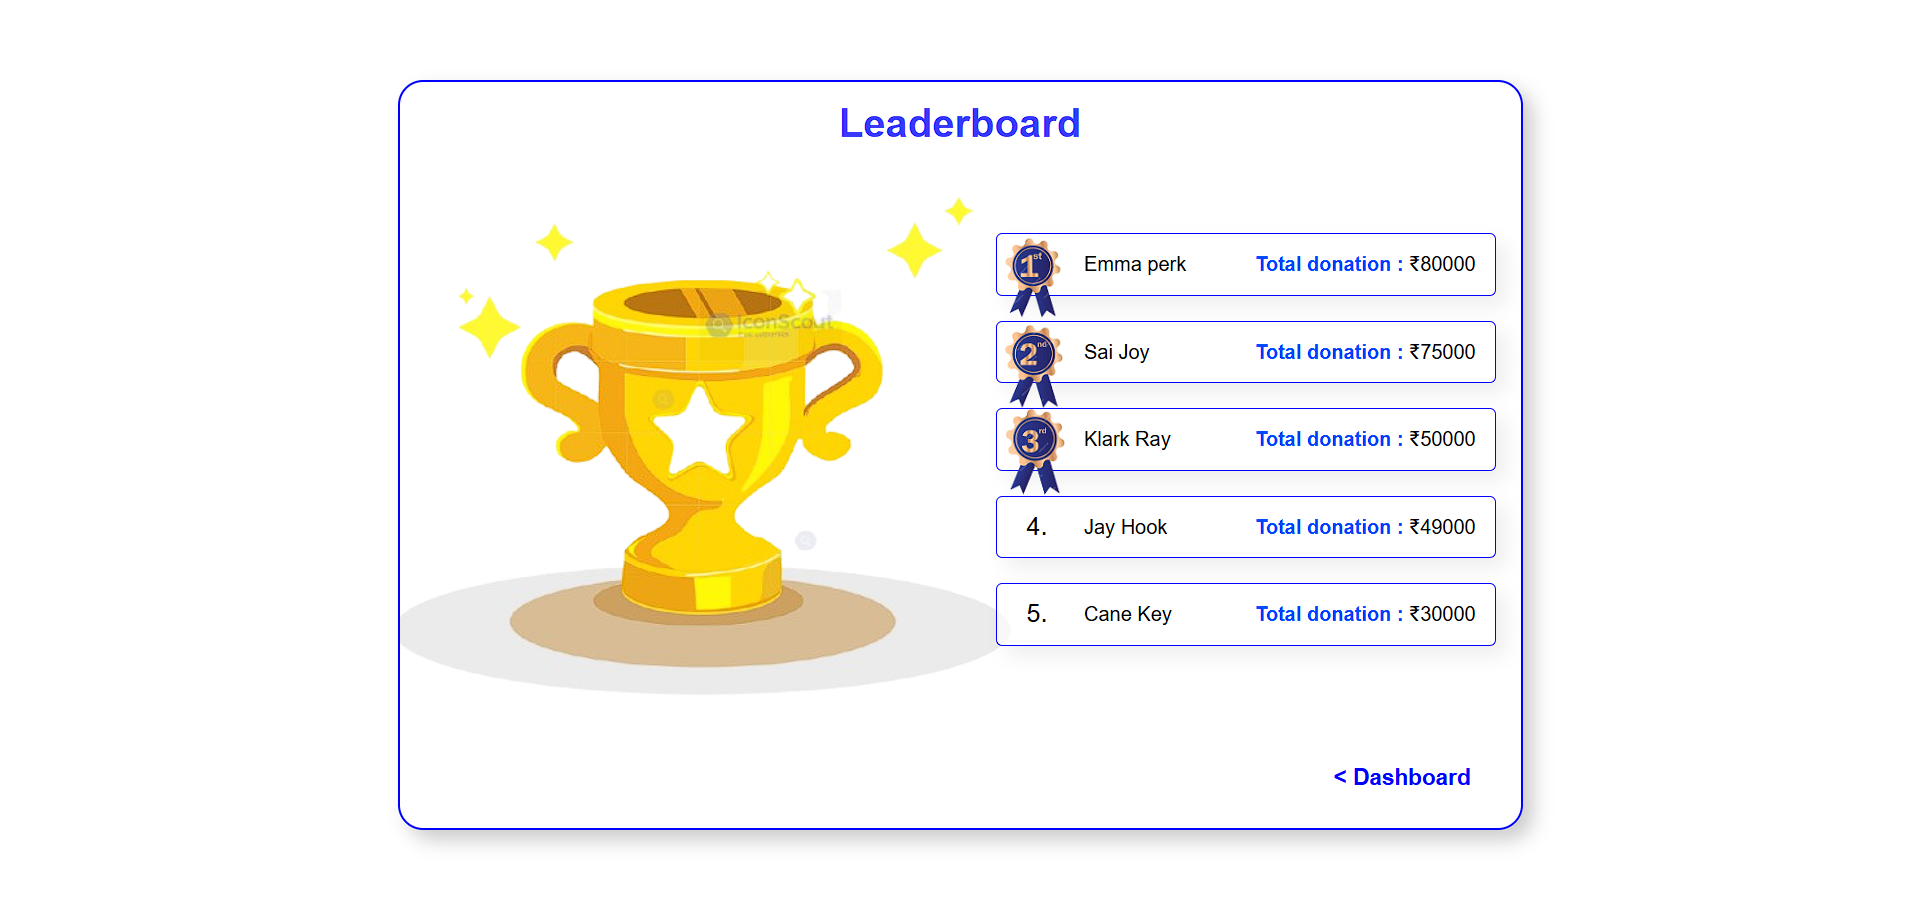 Leaderboard
IconScout
1st
Emma perk
Total donation : ₹80000
2nd
Sai Joy
Total donation : ₹75000
3rd
Klark Ray
Total donation : ₹50000
4.
Jay Hook
Total donation : ₹49000
5.
Cane Key
Total donation : ₹30000
< Dashboard